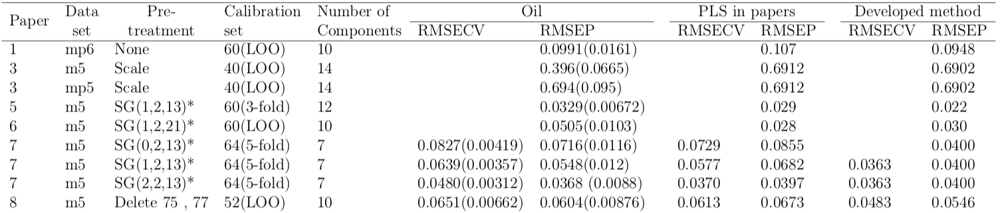 Paper Data set Pre-treatment Calibration set Number of Components Oil PLS in papers Developed method
RMSECV RMSEP RMSECV RMSEP RMSECV RMSEP
1 mp6 None 60(LOO) 10 0.0991(0.0161) 0.107 0.0948
3 m5 Scale 40(LOO) 14 0.396(0.0665) 0.6912 0.6902
3 mp5 Scale 40(LOO) 14 0.694(0.095) 0.6912 0.6902
5 m5 SG(1,2,13)* 60(3-fold) 12 0.0329(0.00672) 0.029 0.022
6 m5 SG(1,2,21)* 60(LOO) 10 0.0505(0.0103) 0.028 0.030
7 m5 SG(0,2,13)* 64(5-fold) 7 0.0827(0.00419) 0.0716(0.0116) 0.0729 0.0855 0.0400
7 m5 SG(1,2,13)* 64(5-fold) 7 0.0639(0.00357) 0.0548(0.012) 0.0577 0.0682 0.0363 0.0400
7 m5 SG(2,2,13)* 64(5-fold) 7 0.0480(0.00312) 0.0368 (0.0088) 0.0370 0.0397 0.0363 0.0400
8 m5 Delete 75 , 77 52(LOO) 10 0.0651(0.00662) 0.0604(0.00876) 0.0613 0.0673 0.0483 0.0546